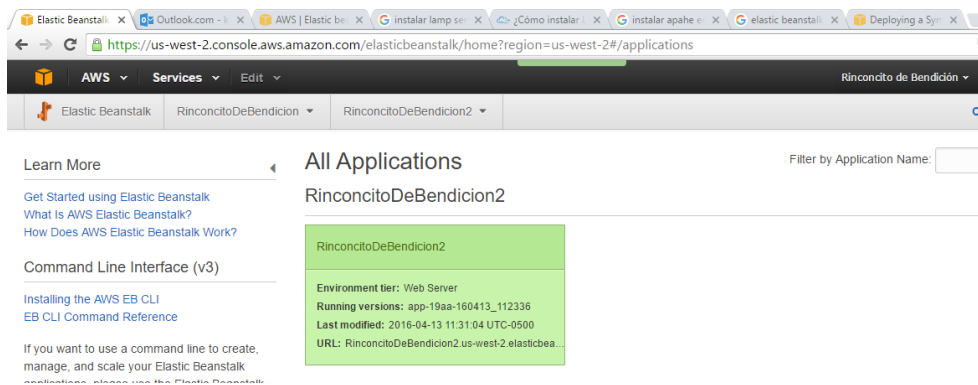 Elastic Beanstalk
Outlook.com -
AWS | Elastic be
instalar lamp ser
¿Cómo instalar
instalar apahe e
elastic beanstalk
Deploying a Sym
https://us-west-2.console.aws.amazon.com/elasticbeanstalk/home?region=us-west-2#/applications
AWS Services Edit Rinconcito de Bendición
Elastic Beanstalk RinconcitoDeBendicion RinconcitoDeBendicion2
Learn More
Get Started using Elastic Beanstalk
What Is AWS Elastic Beanstalk?
How Does AWS Elastic Beanstalk Work?
Command Line Interface (v3)
Installing the AWS EB CLI
EB CLI Command Reference
If you want to use a command line to create,
manage, and scale your Elastic Beanstalk
applications, please use the Elastic Beanstalk
All Applications
Filter by Application Name:
RinconcitoDeBendicion2
RinconcitoDeBendicion2
Environment tier: Web Server
Running versions: app-19aa-160413_112336
Last modified: 2016-04-13 11:31:04 UTC-0500
URL: RinconcitoDeBendicion2.us-west-2.elasticbea...